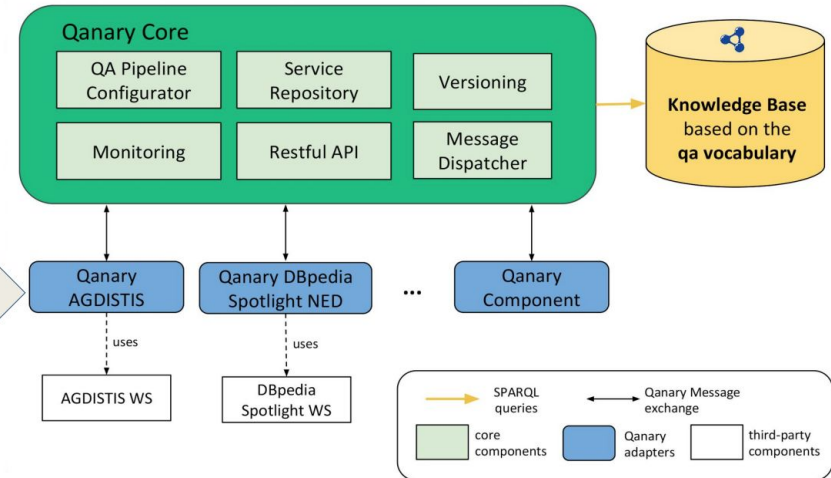 Qanary Core
QA Pipeline
Configurator
Service
Repository
Versioning
Monitoring
Restful API
Message
Dispatcher
Knowledge Base
based on the
qa vocabulary
Qanary
AGDISTIS
Qanary DBpedia
Spotlight NED
...
Qanary
Component
uses
uses
AGDISTIS WS
DBpedia
Spotlight WS
SPARQL
queries
Qanary Message
exchange
core
components
Qanary
adapters
third-party
components